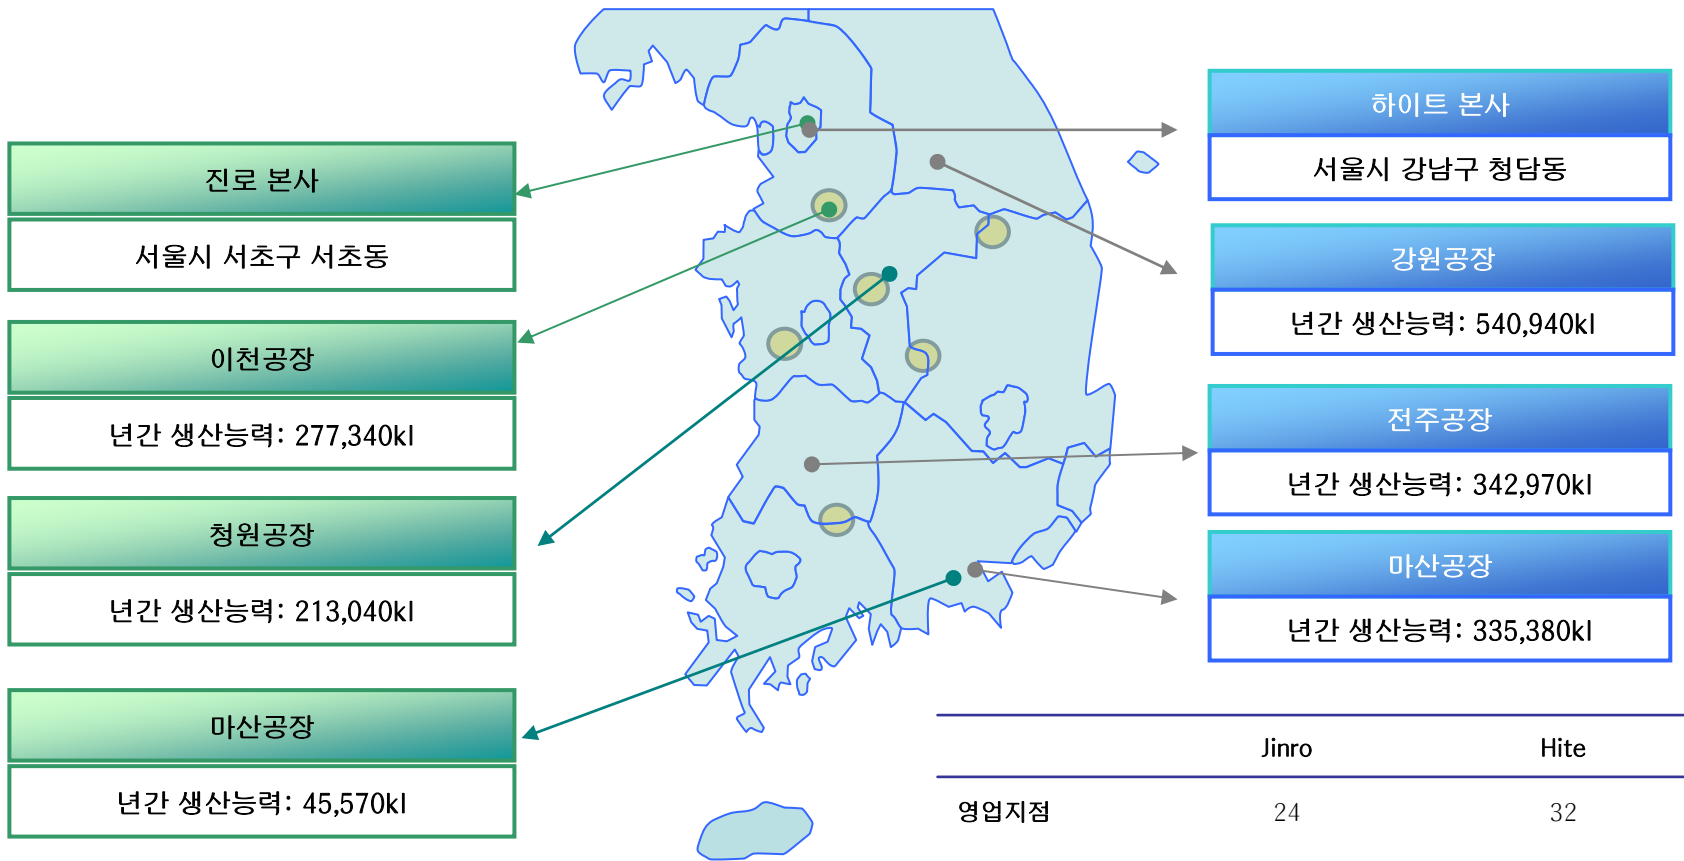 진로 본사
서울시 서초구 서초동
이천공장
년간 생산능력: 277,340kl
청원공장
년간 생산능력: 213,040kl
마산공장
년간 생산능력: 45,570kl
하이트 본사
서울시 강남구 청담동
강원공장
년간 생산능력: 540,940kl
전주공장
년간 생산능력: 342,970kl
마산공장
년간 생산능력: 335,380kl
Jinro Hite
영업지점 24 32